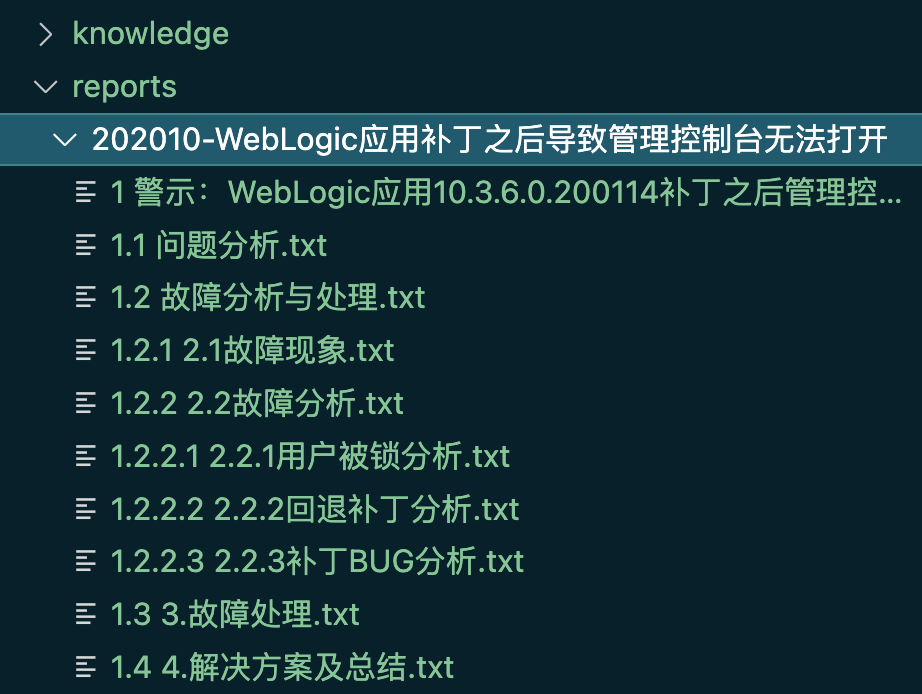 knowledge
reports
202010-WebLogic应用补丁之后导致管理控制台无法打开
1 警示：WebLogic应用10.3.6.0.200114补丁之后管理控...
1.1 问题分析.txt
1.2 故障分析与处理.txt
1.2.1 2.1故障现象.txt
1.2.2 2.2故障分析.txt
1.2.2.1 2.2.1用户被锁分析.txt
1.2.2.2 2.2.2回退补丁分析.txt
1.2.2.3 2.2.3补丁BUG分析.txt
1.3 3.故障处理.txt
1.4 4.解决方案及总结.txt